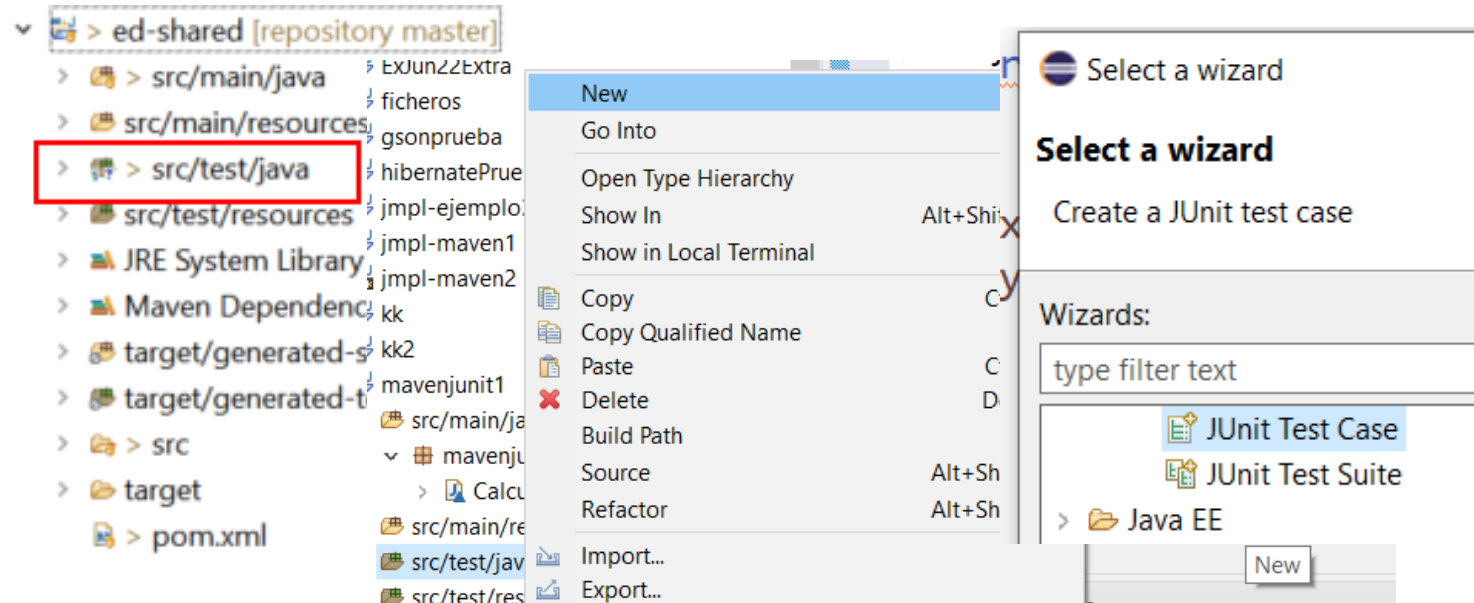 > ed-shared [repository master]
> src/main/java
src/main/resources
> src/test/java
src/test/resources
JRE System Library
Maven Dependenc
target/generated-s
target/generated-t
> src
target
> pom.xml
ExJun22Extra
ficheros
gsonprueba
hibernatePrue
jmpl-ejemplo
jmpl-maven1
jmpl-maven2
kk
kk2
mavenjunit1
src/main/ja
mavenju
Calcu
src/main/re
src/test/jav
src/test/res
New
Go Into
Open Type Hierarchy
Show In Alt+Shi
Show in Local Terminal
Copy C
Copy Qualified Name
Paste C
Delete D
Build Path
Source Alt+Sh
Refactor Alt+Sh
Import...
Export...
n
x
y
Select a wizard
Select a wizard
Create a JUnit test case
Wizards:
type filter text
JUnit Test Case
JUnit Test Suite
Java EE
New